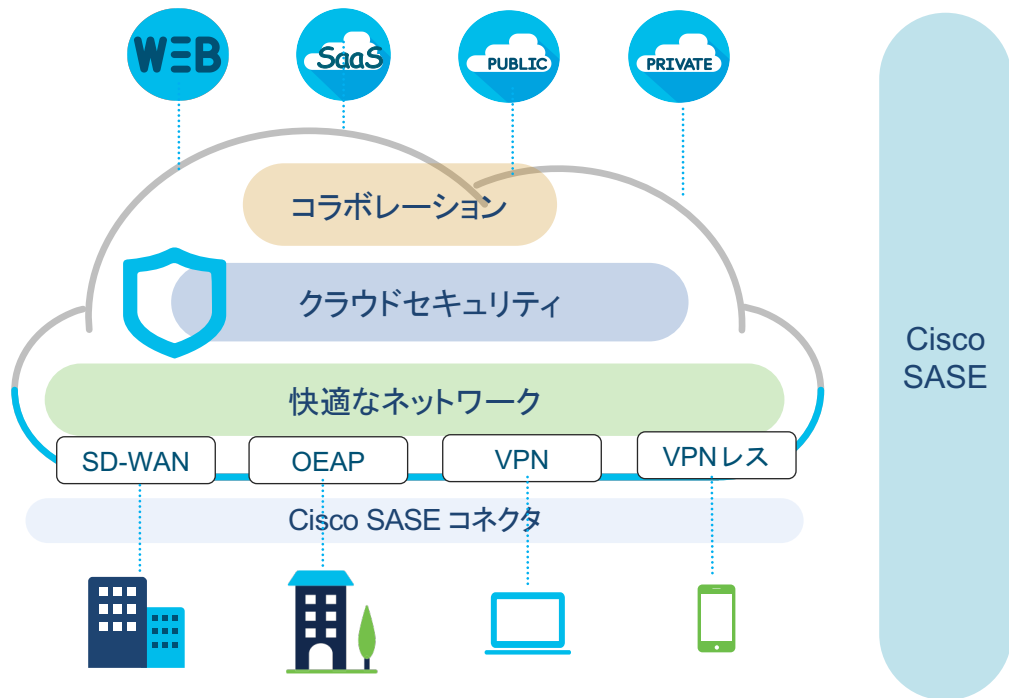 WEB
SaaS
PUBLIC
PRIVATE
コラボレーション
クラウドセキュリティ
快適なネットワーク
SD-WAN
OEAP
VPN
VPNレス
Cisco SASE コネクタ
Cisco
SASE